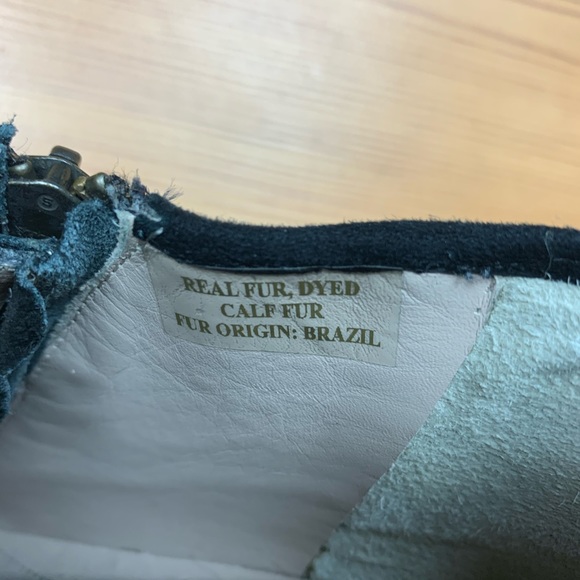 REAL FUR, DYED
CALF FUR
FUR ORIGIN: BRAZIL